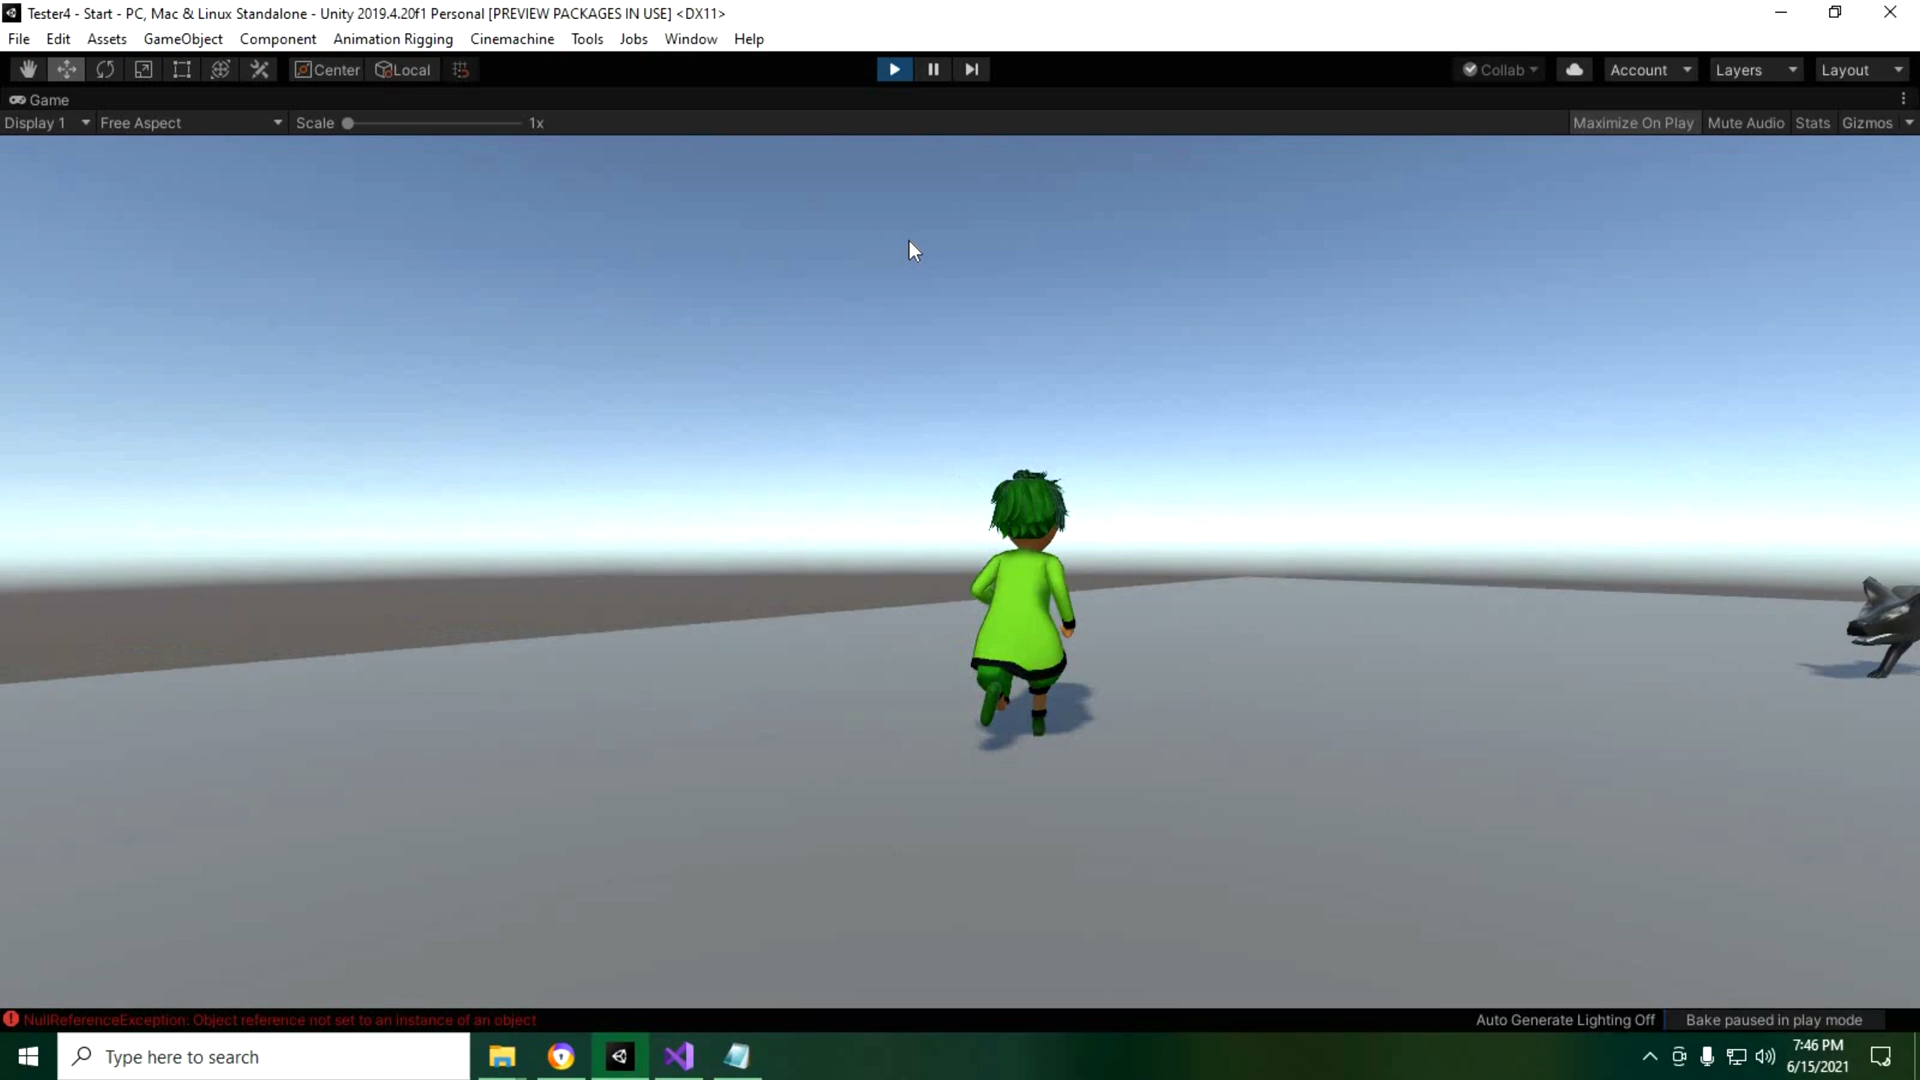 Tester4 - Start - PC, Mac & Linux Standalone - Unity 2019.4.20f1 Personal [PREVIEW PACKAGES IN USE] <DX11>
File Edit Assets GameObject Component Animation Rigging Cinemachine Tools Jobs Window Help
Center Local Collab Account Layers Layout
Game
Display 1 Free Aspect Scale 1x Maximize On Play Mute Audio Stats Gizmos
NullReferenceException: Object reference not set to an instance of an object Auto Generate Lighting Off Bake paused in play mode
Type here to search 7:46 PM
6/15/2021